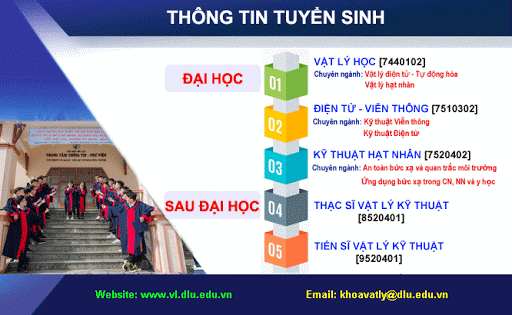 THÔNG TIN TUYỂN SINH
ĐẠI HỌC
01
VẬT LÝ HỌC [7440102]
Chuyên ngành: Vật lý điện tử - Tự động hóa
Vật lý hạt nhân
02
ĐIỆN TỬ - VIỄN THÔNG [7510302]
Chuyên ngành: Kỹ thuật Viễn thông
Kỹ thuật Điện tử
03
KỸ THUẬT HẠT NHÂN [7520402]
Chuyên ngành: An toàn bức xạ và quan trắc môi trường
Ứng dụng bức xạ trong CN, NN và y học
SAU ĐẠI HỌC
04
THẠC SĨ VẬT LÝ KỸ THUẬT
[8520401]
05
TIẾN SĨ VẬT LÝ KỸ THUẬT
[9520401]
TRUNG TÂM THÔNG TIN - THƯ VIỆN
Website: www.vl.dlu.edu.vn
Email: khoavatly@dlu.edu.vn